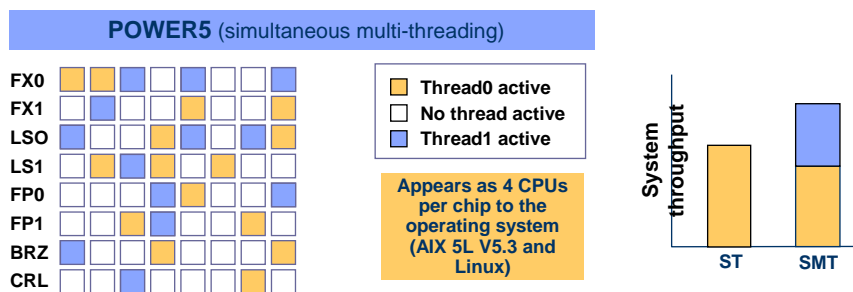 POWER5 (simultaneous multi-threading)
FX0
FX1
LSO
LS1
FP0
FP1
BRZ
CRL
Thread0 active
No thread active
Thread1 active
Appears as 4 CPUs
per chip to the
operating system
(AIX 5L V5.3 and
Linux)
System
throughput
ST
SMT